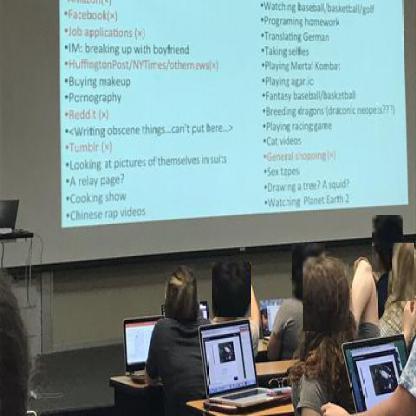 •Facebook(×)
•Job applications (×)
•IM: breaking up with boyfriend
•HuffingtonPost/NYTimes/othernews(×)
•Buying makeup
•Pornography
•Reddit (×)
•<Writing obscene things...can't put here...>
•Tumblr (×)
•Looking at pictures of themselves in suits
•A relay page?
•Cooking show
•Chinese rap videos
•Watching baseball/basketball/golf
•Programing homework
•Translating German
•Taking selfies
•Playing Mortal Kombat
•Playing agar.io
•Fantasy baseball/basketball
•Breeding dragons (draconic neopets???)
•Playing racing game
•Cat videos
•General shopping (×)
•Sex topes
•Drawing a tree? A squid?
•Watching Planet Earth 2